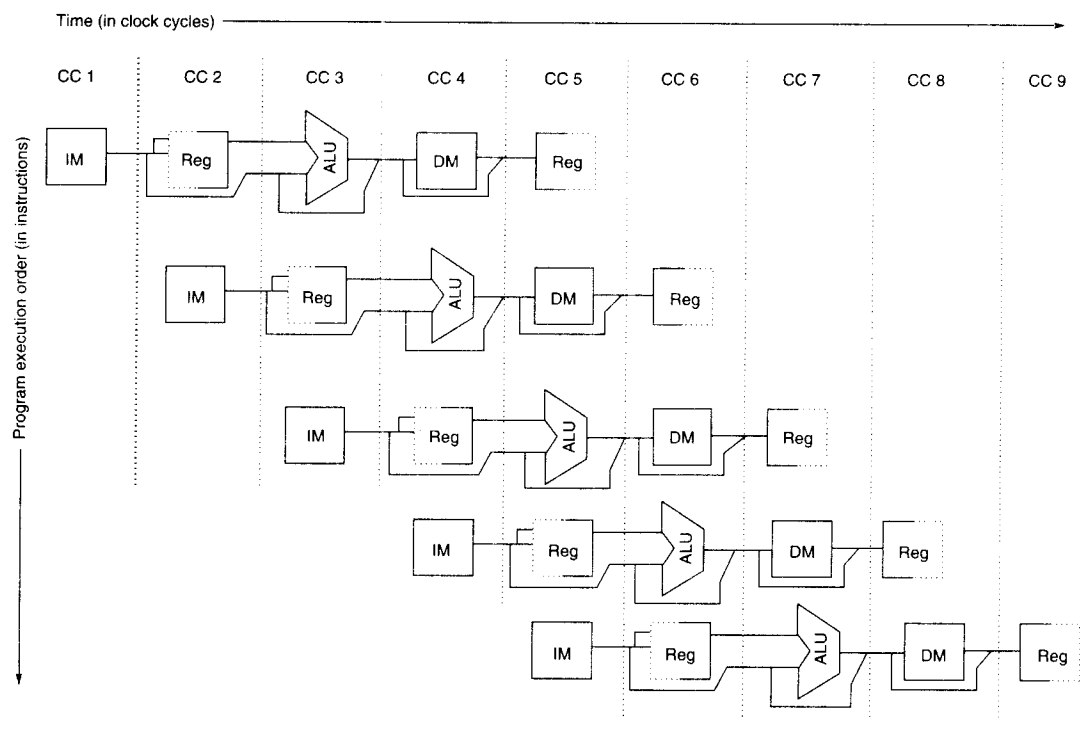 Time (in clock cycles)
CC 1 CC 2 CC 3 CC 4 CC 5 CC 6 CC 7 CC 8 CC 9
Program execution order (in instructions)
IM Reg ALU DM Reg
IM Reg ALU DM Reg
IM Reg ALU DM Reg
IM Reg ALU DM Reg
IM Reg ALU DM Reg